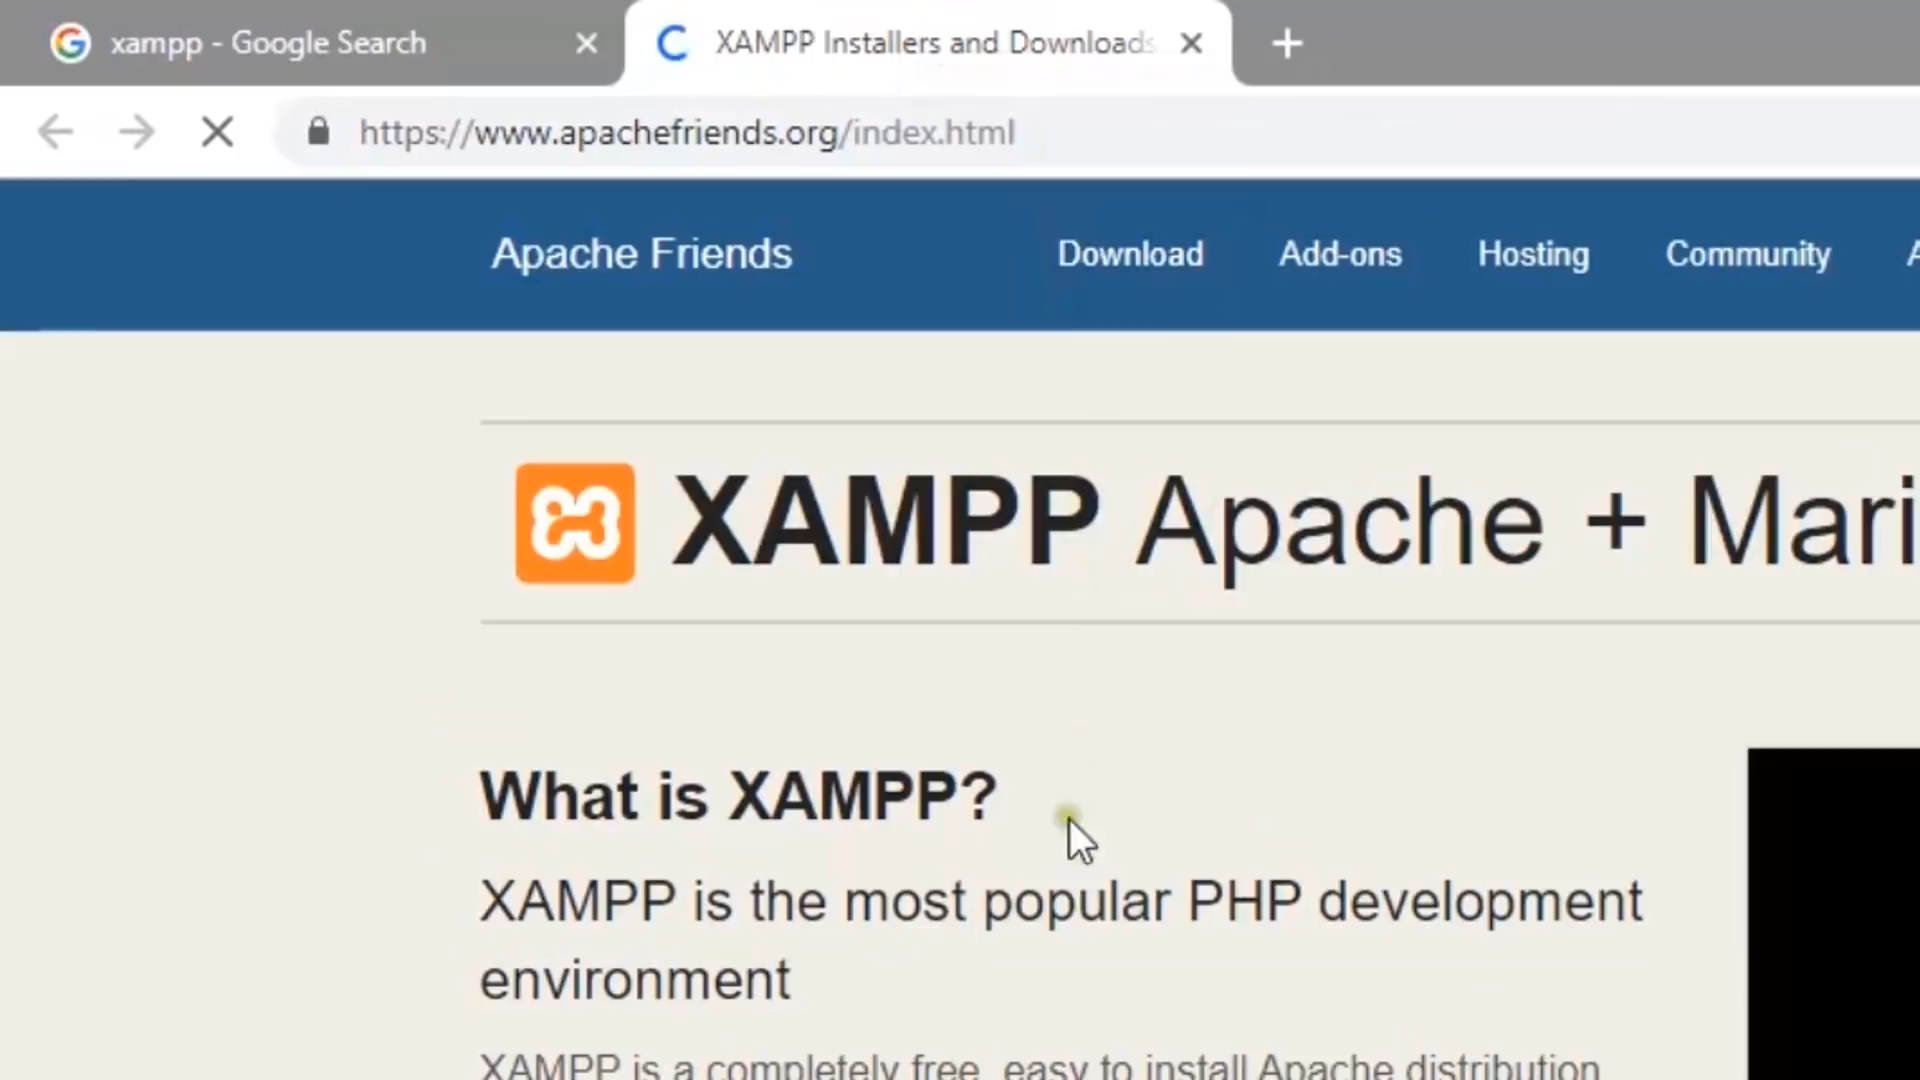 xampp - Google Search
XAMPP Installers and Downloads
https://www.apachefriends.org/index.html
Apache Friends Download Add-ons Hosting Community A
XAMPP Apache + Mari
What is XAMPP?
XAMPP is the most popular PHP development
environment
XAMPP is a completely free, easy to install Apache distribution